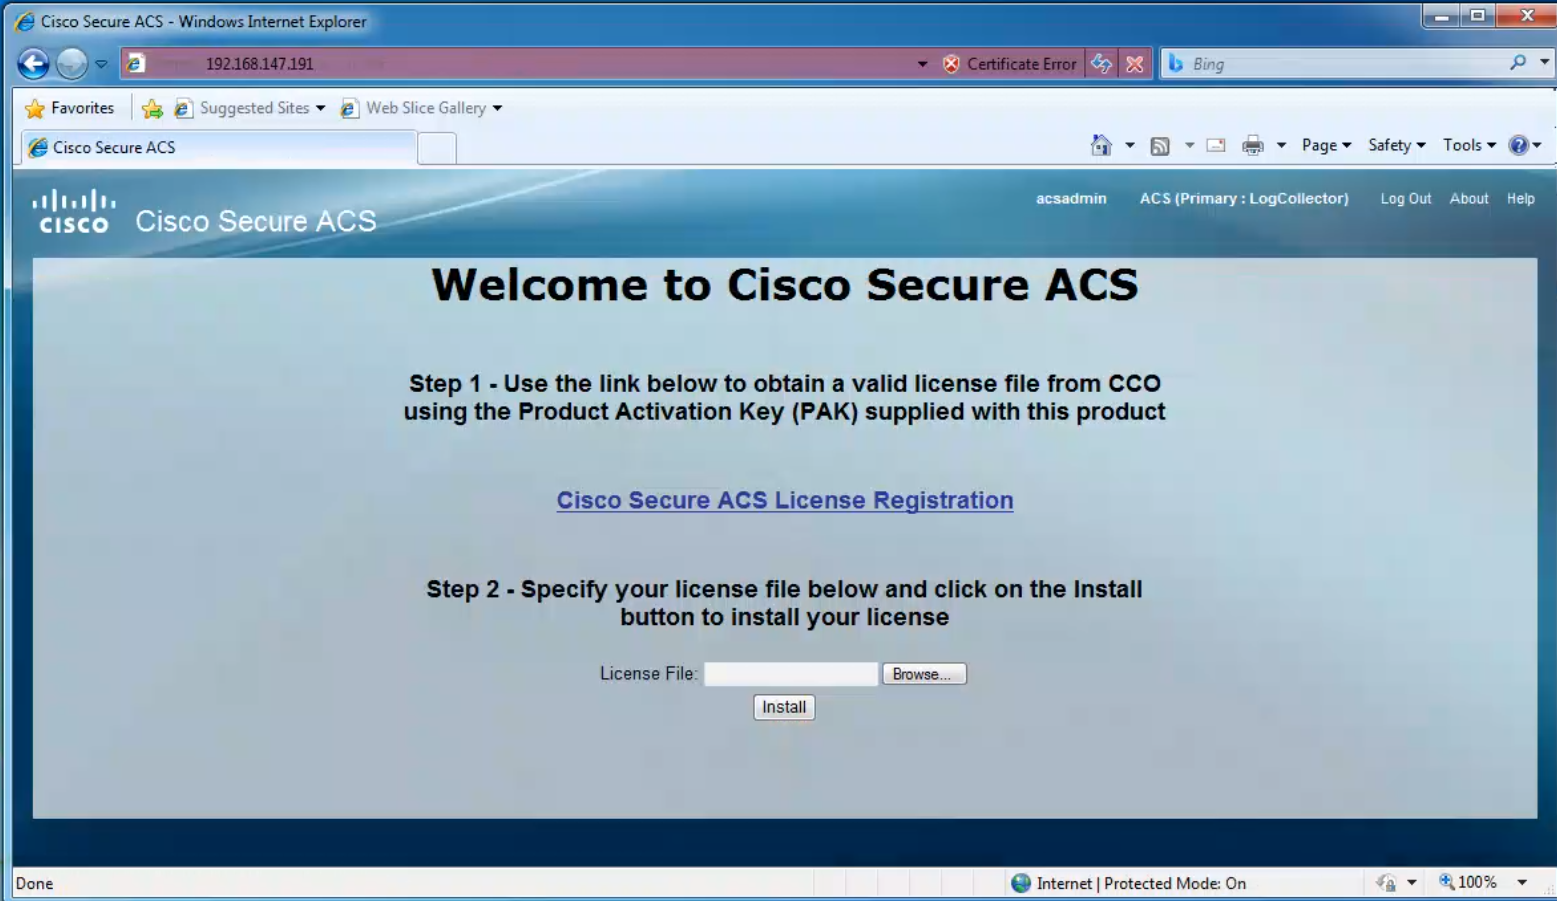 Cisco Secure ACS - Windows Internet Explorer
192.168.147.191
Certificate Error
Bing
Favorites
Suggested Sites
Web Slice Gallery
Cisco Secure ACS
Page
Safety
Tools
CISCO
Cisco Secure ACS
acsadmin
ACS (Primary : LogCollector)
Log Out
About
Help
Welcome to Cisco Secure ACS
Step 1 - Use the link below to obtain a valid license file from CCO
using the Product Activation Key (PAK) supplied with this product
Cisco Secure ACS License Registration
Step 2 - Specify your license file below and click on the Install
button to install your license
License File:
Browse...
Install
Done
Internet | Protected Mode: On
100%